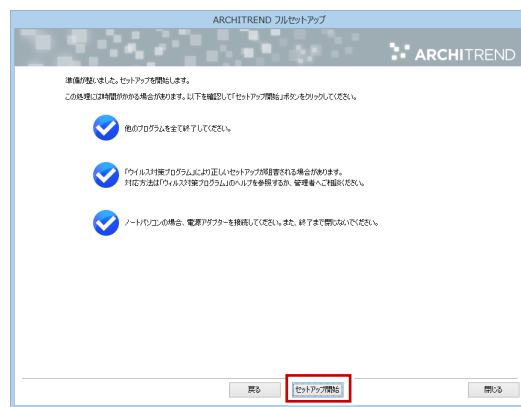 ARCHITREND フルセットアップ
ARCHITREND
準備が整いました。セットアップを開始します。
この処理には時間がかかる場合があります。以下を確認して「セットアップ開始」ボタンをクリックしてください。
他のプログラムを全て終了してください。
「ウイルス対策プログラム」により正しいセットアップが阻害される場合があります。
対応方法は「ウィルス対策プログラム」のヘルプを参照するか、管理者へご相談ください。
ノートパソコンの場合、電源アダプターを接続してください。また、終了まで閉じないでください。
戻る
セットアップ開始
閉じる